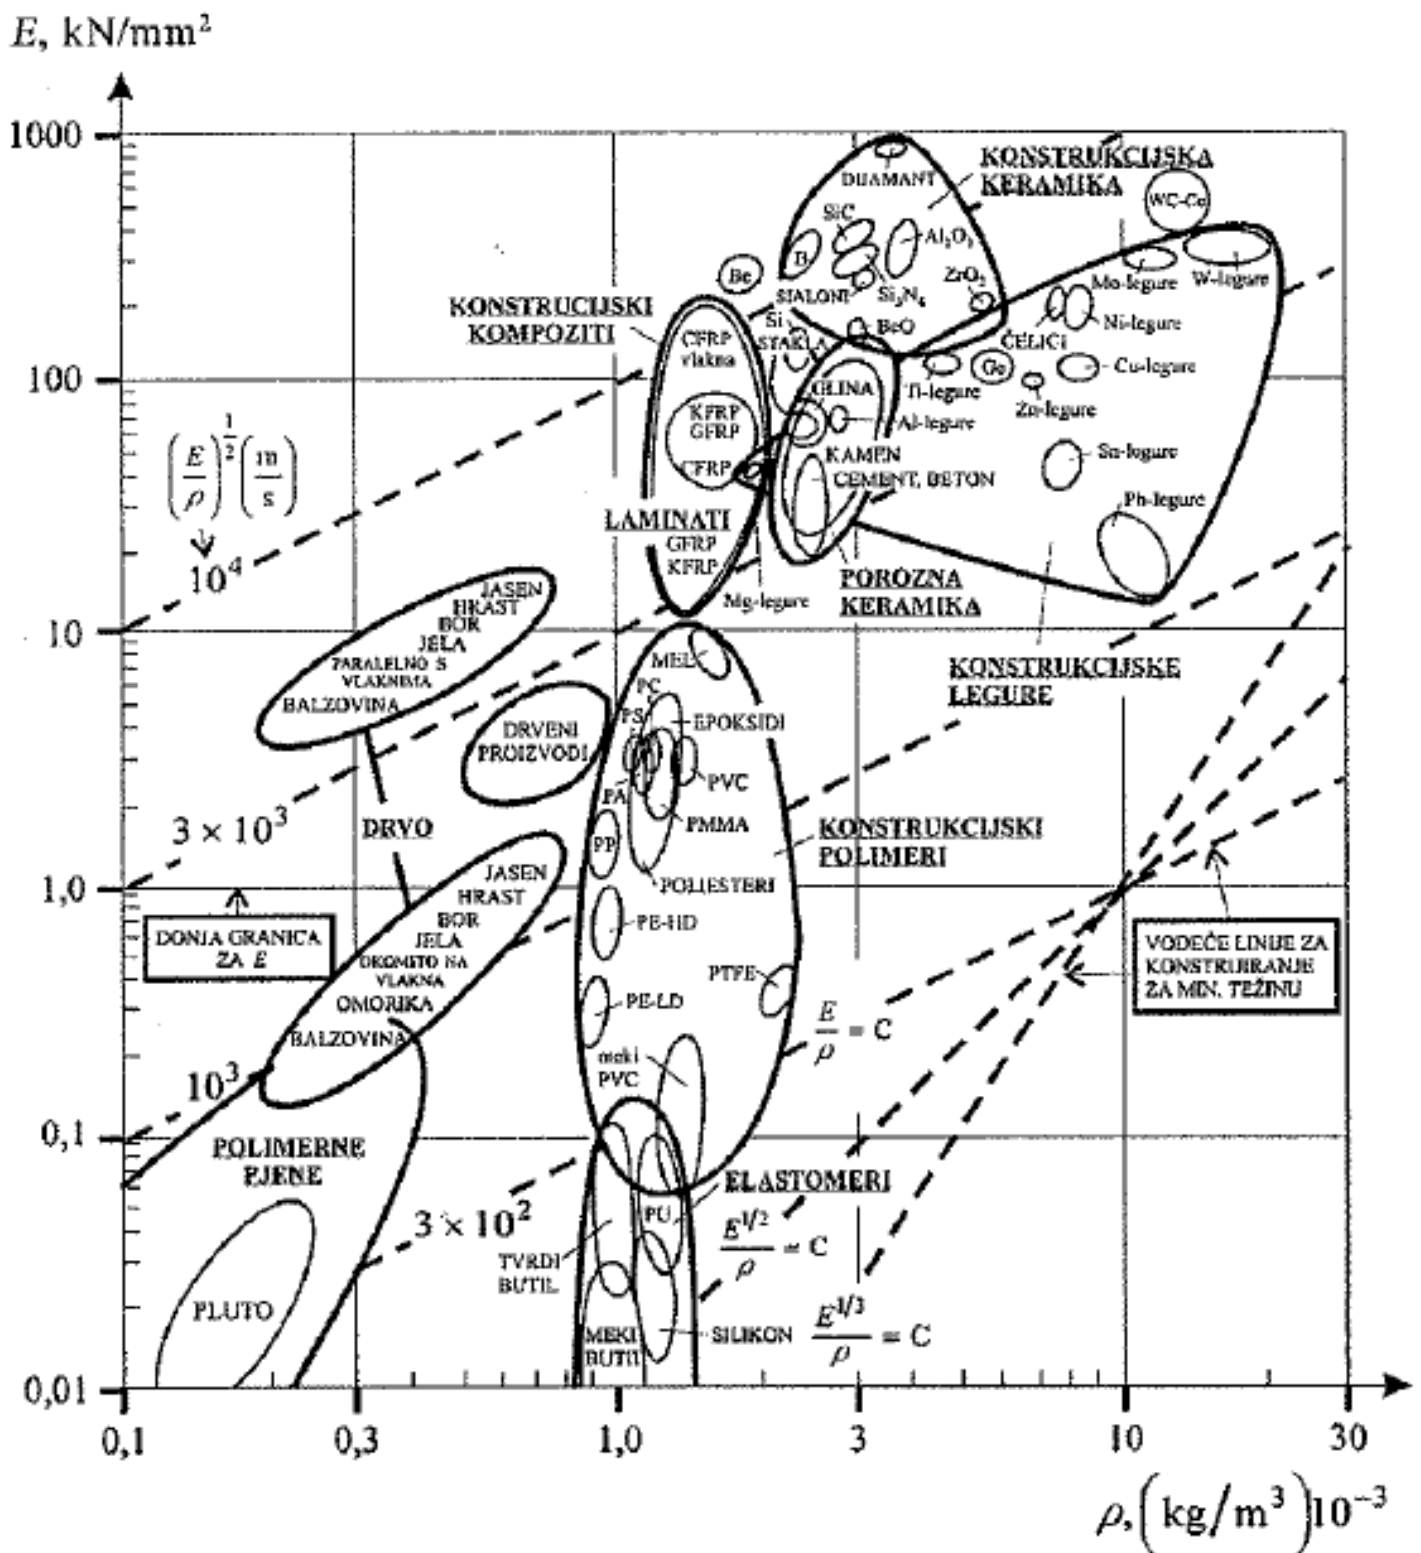 E, kN/mm²
1000
100
10
1,0
0,1
0,01
0,1
0,3
1,0
3
10
30
ρ, (kg/m³)10⁻³
(E/ρ)^1/2 (m/s)
10⁴
3 × 10³
10³
3 × 10²
DONJA GRANICA
ZA E
KONSTRUKCIJSKA
KERAMIKA
DIJAMANT
SiC
Al₂O₃
B
SIALONI
Si₃N₄
ZrO₂
BeO
Be
Si
STAKLA
WC-Co
Mo-legure
W-legure
ČELICI
Ni-legure
Ti-legure
Ge
Cu-legure
Zn-legure
Al-legure
Sn-legure
Ph-legure
KONSTRUCIJSKI
KOMPOZITI
CFRP
vlakna
KFRP
GFRP
CFRP
LAMINATI
GFRP
KFRP
Mg-legure
GLINA
KAMEN
CEMENT, BETON
POROZNA
KERAMIKA
KONSTRUKCIJSKE
LEGURE
JASEN
HRAST
BOR
JELA
PARALELNO S
VLAKNIMA
BALZOVINA
DRVENI
PROIZVODI
DRVO
JASEN
HRAST
BOR
JELA
OKOMITO NA
VLAKNA
OMORIKA
BALZOVINA
POLIMERNE
PJENE
PLUTO
MEL
PC
PS
EPOKSIDI
PVC
PA
PMMA
PP
POLIESTERI
PE-HD
PTFE
PE-LD
meki
PVC
KONSTRUKCIJSKI
POLIMERI
ELASTOMERI
PU
TVRDI
BUTIL
MEKI
BUTIL
SILIKON
E/ρ = C
E^1/2/ρ = C
E^1/3/ρ = C
VODEĆE LINIJE ZA
KONSTRUIRANJE
ZA MIN. TEŽINU